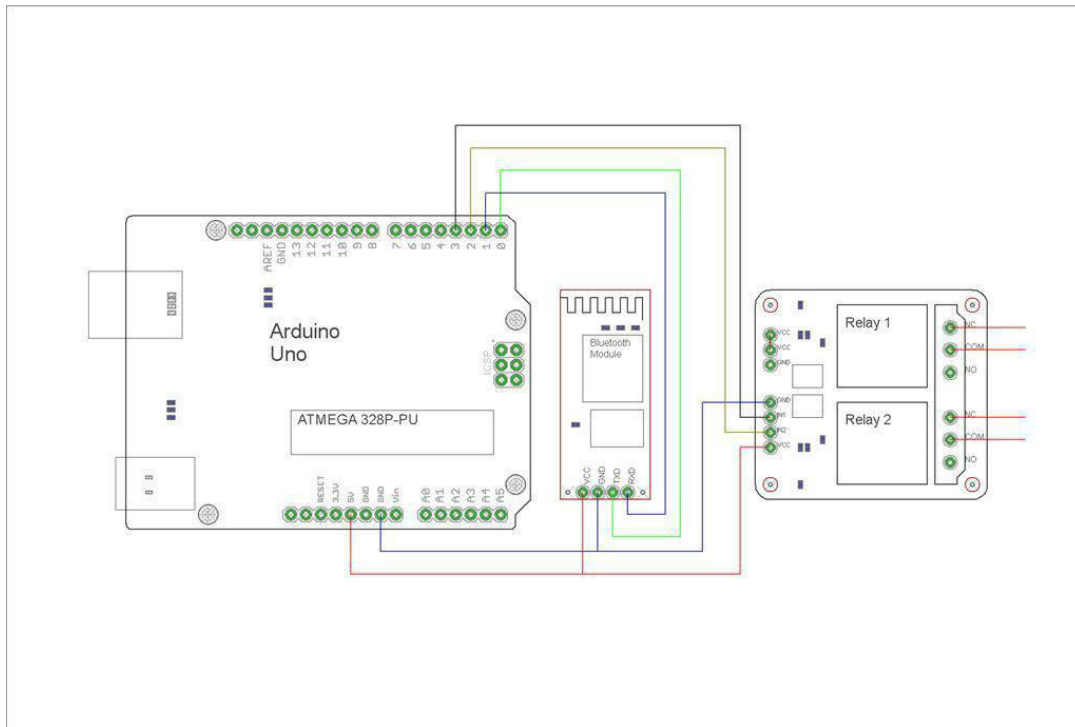 AREF
GND
13
12
11
10
9
8
7
6
5
4
3
2
1
0
Arduino
Uno
ICSP
ATMEGA 328P-PU
RESET
3.3V
5V
GND
GND
Vin
A0
A1
A2
A3
A4
A5
Bluetooth
Module
VCC
GND
TXD
RXD
VCC
VCC
GND
GND
IN1
IN2
VCC
Relay 1
Relay 2
NC
COM
NO
NC
COM
NO